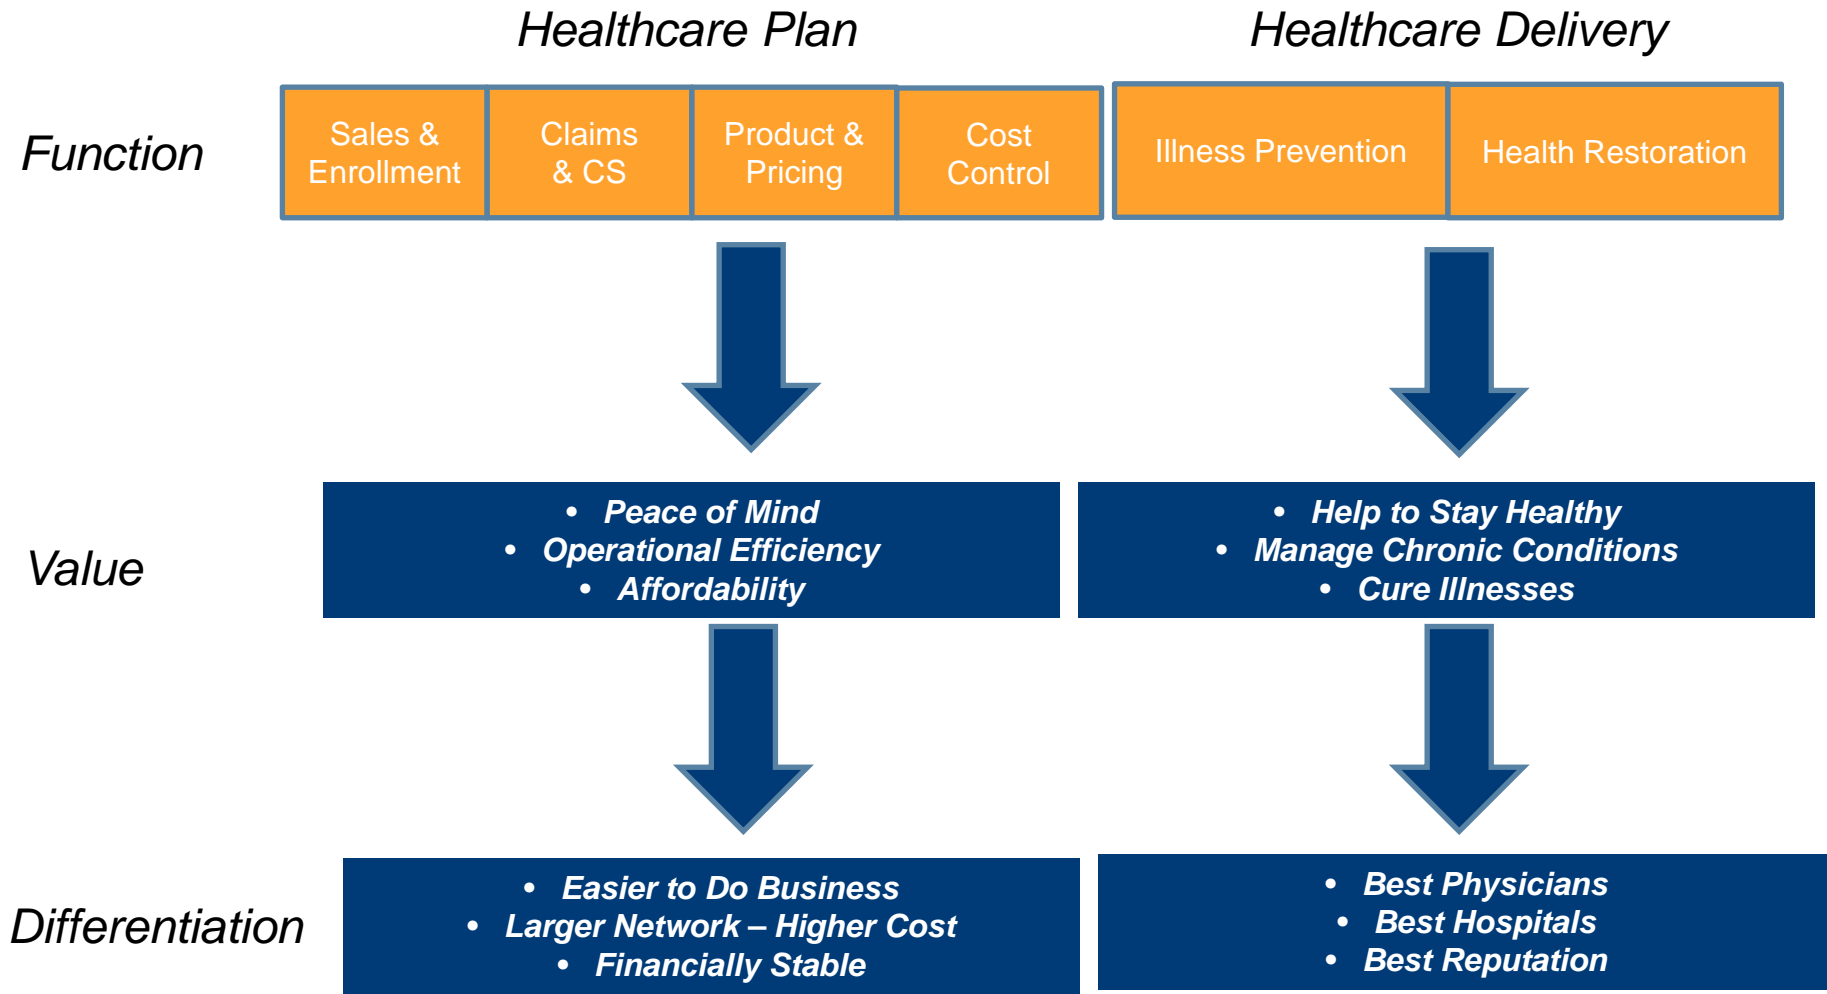 Healthcare Plan
Healthcare Delivery
Function
Sales &
Enrollment
Claims
& CS
Product &
Pricing
Cost
Control
Illness Prevention
Health Restoration
Value
• Peace of Mind
• Operational Efficiency
• Affordability
• Help to Stay Healthy
• Manage Chronic Conditions
• Cure Illnesses
Differentiation
• Easier to Do Business
• Larger Network – Higher Cost
• Financially Stable
• Best Physicians
• Best Hospitals
• Best Reputation